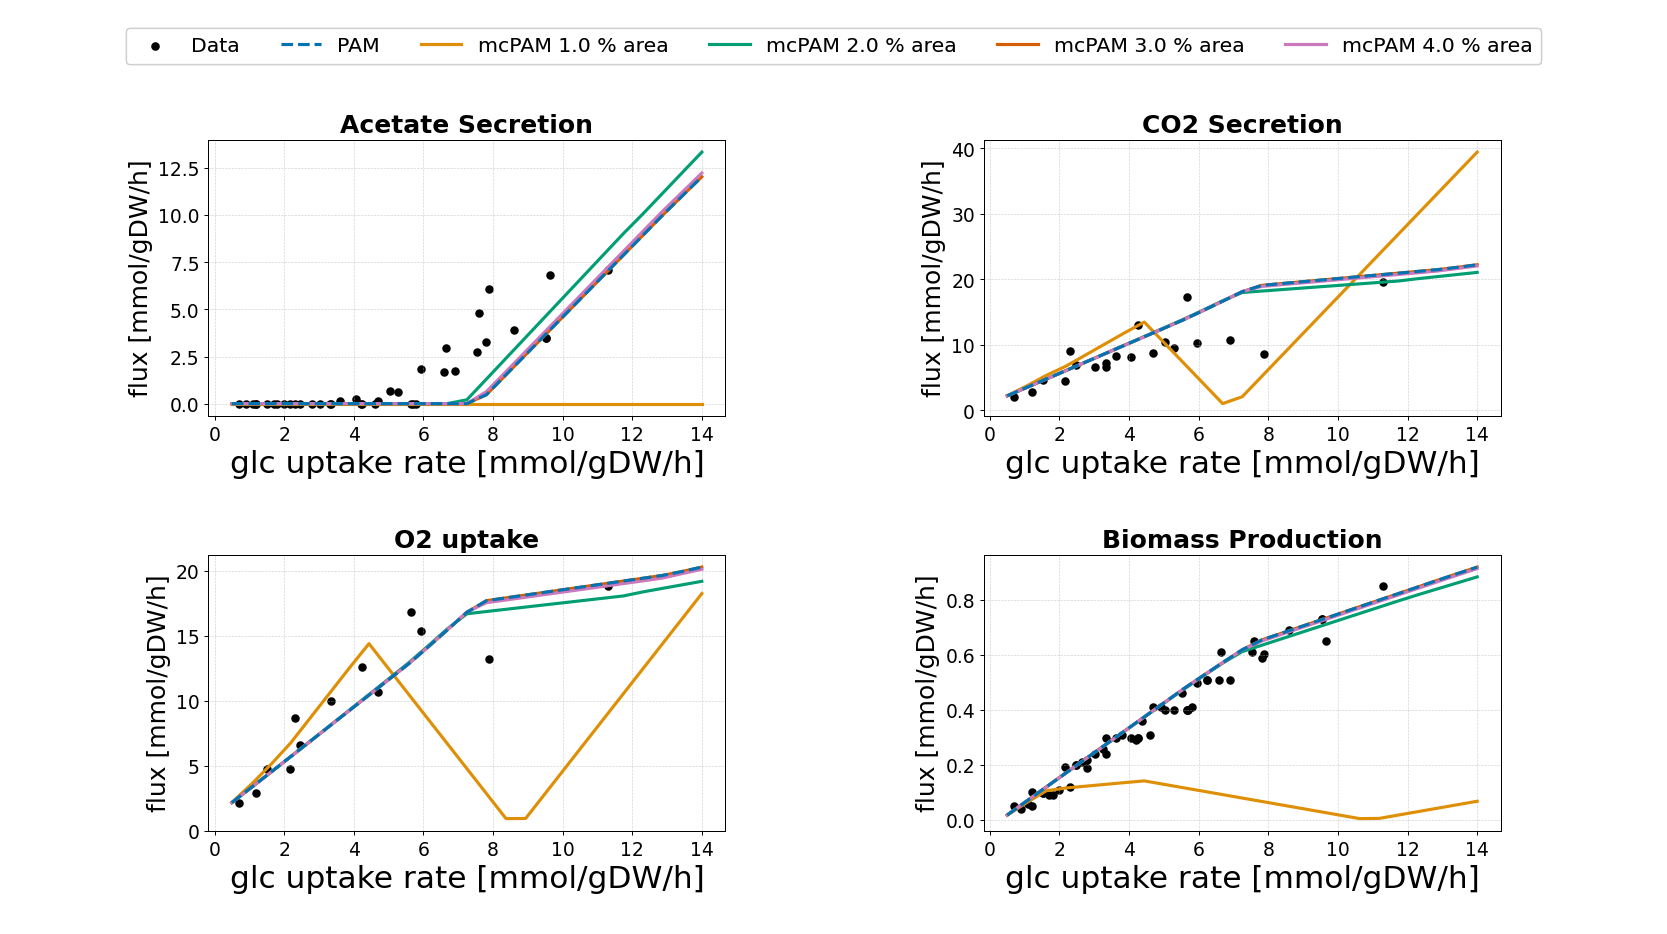 Data PAM mcPAM 1.0 % area mcPAM 2.0 % area mcPAM 3.0 % area mcPAM 4.0 % area
Acetate Secretion
flux [mmol/gDW/h]
12.5
10.0
7.5
5.0
2.5
0.0
0 2 4 6 8 10 12 14
glc uptake rate [mmol/gDW/h]
CO2 Secretion
flux [mmol/gDW/h]
40
30
20
10
0
0 2 4 6 8 10 12 14
glc uptake rate [mmol/gDW/h]
O2 uptake
flux [mmol/gDW/h]
20
15
10
5
0
0 2 4 6 8 10 12 14
glc uptake rate [mmol/gDW/h]
Biomass Production
flux [mmol/gDW/h]
0.8
0.6
0.4
0.2
0.0
0 2 4 6 8 10 12 14
glc uptake rate [mmol/gDW/h]